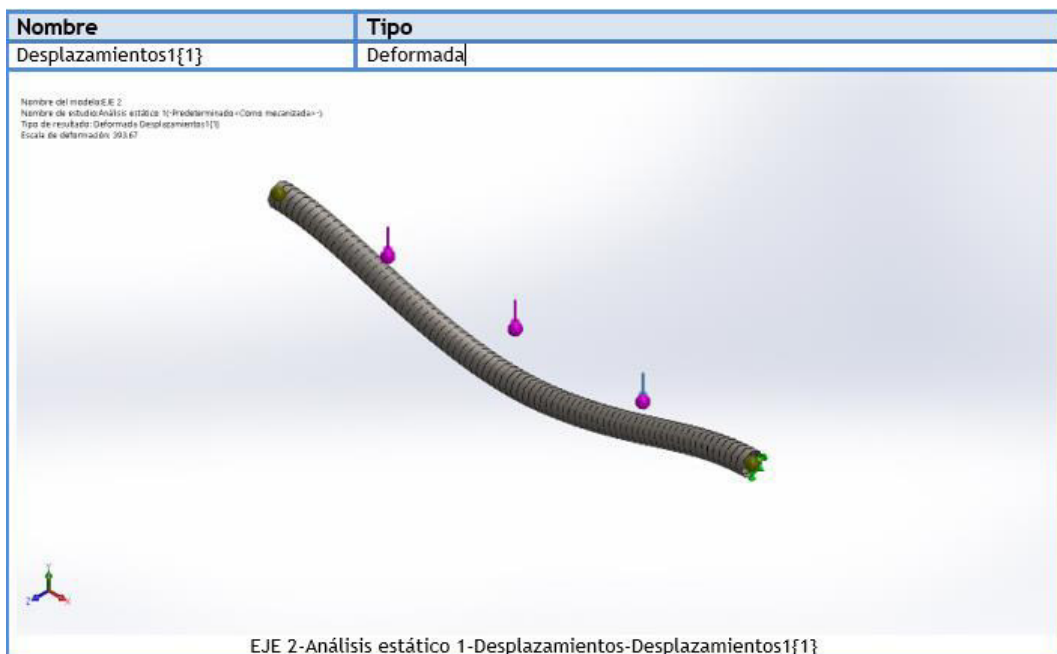 Nombre Tipo
Desplazamientos1{1} Deformada
Nombre del modelo:EJE 2
Nombre de estudio:Análisis estático 1(-Predeterminado<Como mecanizada>-)
Tipo de resultado: Deformada Desplazamientos1{1}
Escala de deformación: 393.67
Y
Z X
EJE 2-Análisis estático 1-Desplazamientos-Desplazamientos1{1}